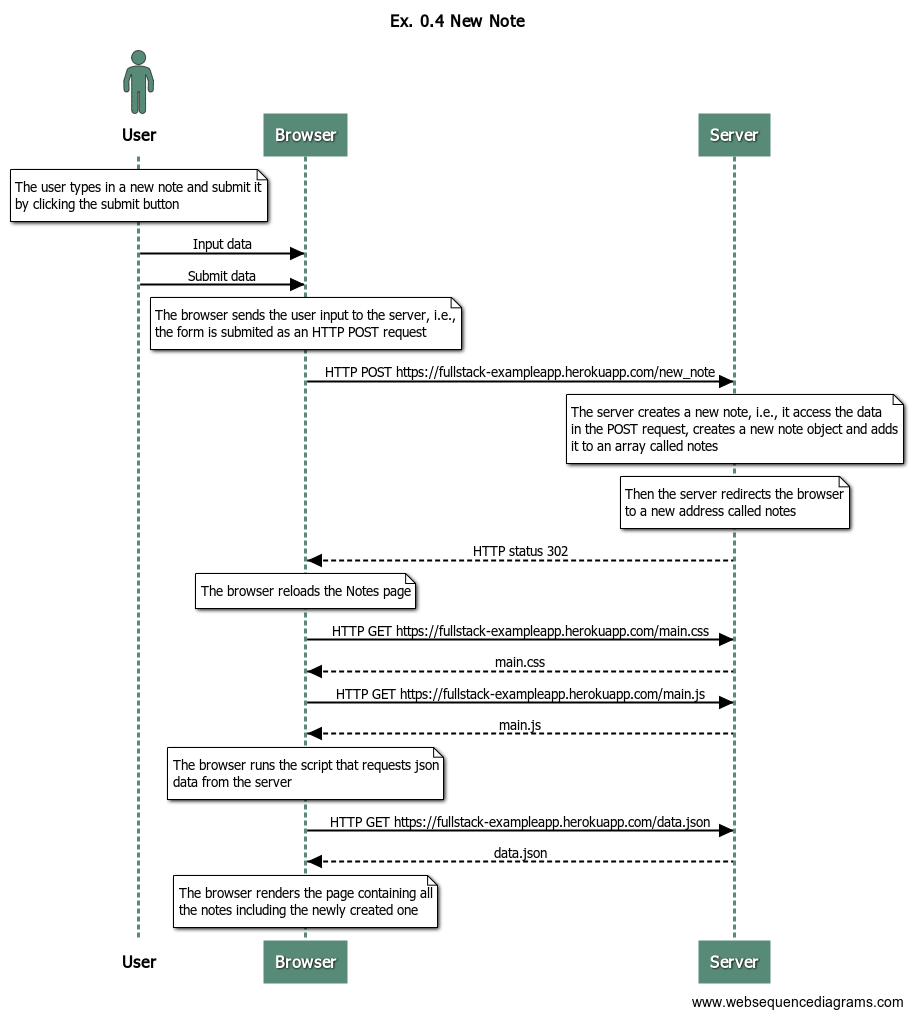 Ex. 0.4 New Note
User
Browser
Server
The user types in a new note and submit it
by clicking the submit button
Input data
Submit data
The browser sends the user input to the server, i.e.,
the form is submited as an HTTP POST request
HTTP POST https://fullstack-exampleapp.herokuapp.com/new_note
The server creates a new note, i.e., it access the data
in the POST request, creates a new note object and adds
it to an array called notes
Then the server redirects the browser
to a new address called notes
HTTP status 302
The browser reloads the Notes page
HTTP GET https://fullstack-exampleapp.herokuapp.com/main.css
main.css
HTTP GET https://fullstack-exampleapp.herokuapp.com/main.js
main.js
The browser runs the script that requests json
data from the server
HTTP GET https://fullstack-exampleapp.herokuapp.com/data.json
data.json
The browser renders the page containing all
the notes including the newly created one
User
Browser
Server
www.websequencediagrams.com